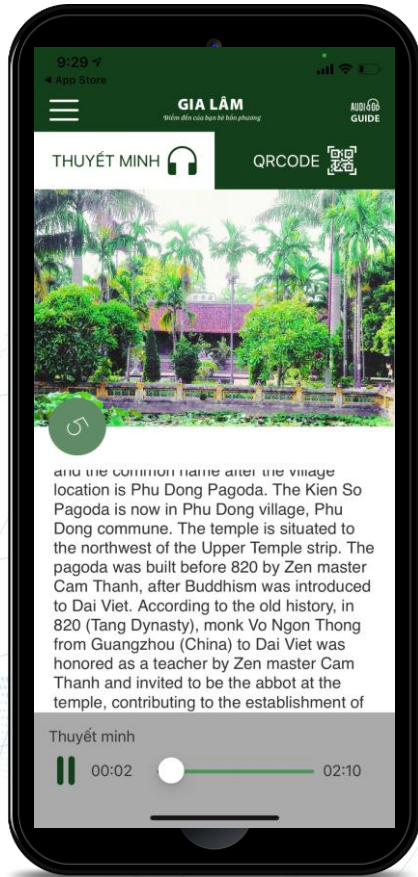 9:29
◀ App Store
GIA LÂM
Điểm đến của bạn bè bốn phương
AUDIO
GUIDE
THUYẾT MINH
QRCODE
5
and the common name after the village
location is Phu Dong Pagoda. The Kien So
Pagoda is now in Phu Dong village, Phu
Dong commune. The temple is situated to
the northwest of the Upper Temple strip. The
pagoda was built before 820 by Zen master
Cam Thanh, after Buddhism was introduced
to Dai Viet. According to the old history, in
820 (Tang Dynasty), monk Vo Ngon Thong
from Guangzhou (China) to Dai Viet was
honored as a teacher by Zen master Cam
Thanh and invited to be the abbot at the
temple, contributing to the establishment of
Thuyết minh
00:02 02:10